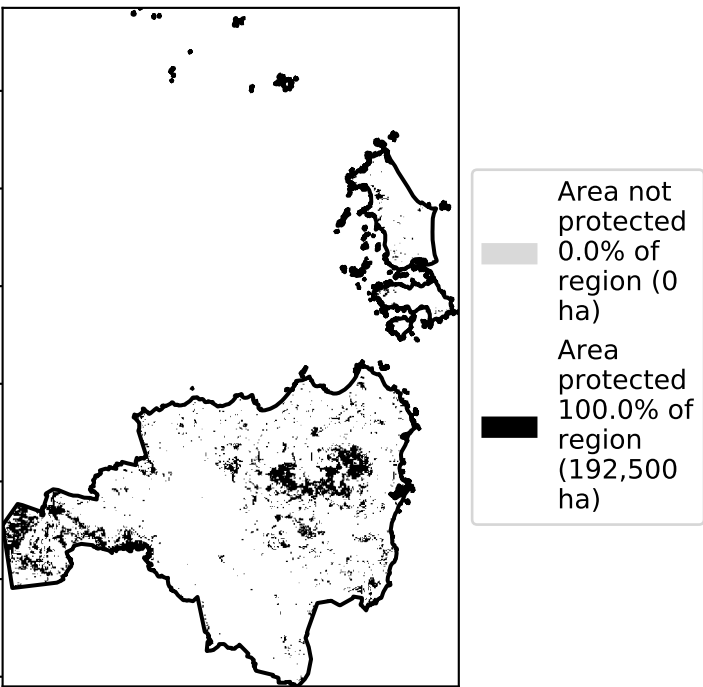 Area not
protected
0.0% of
region (0
ha)
Area
protected
100.0% of
region
(192,500
ha)